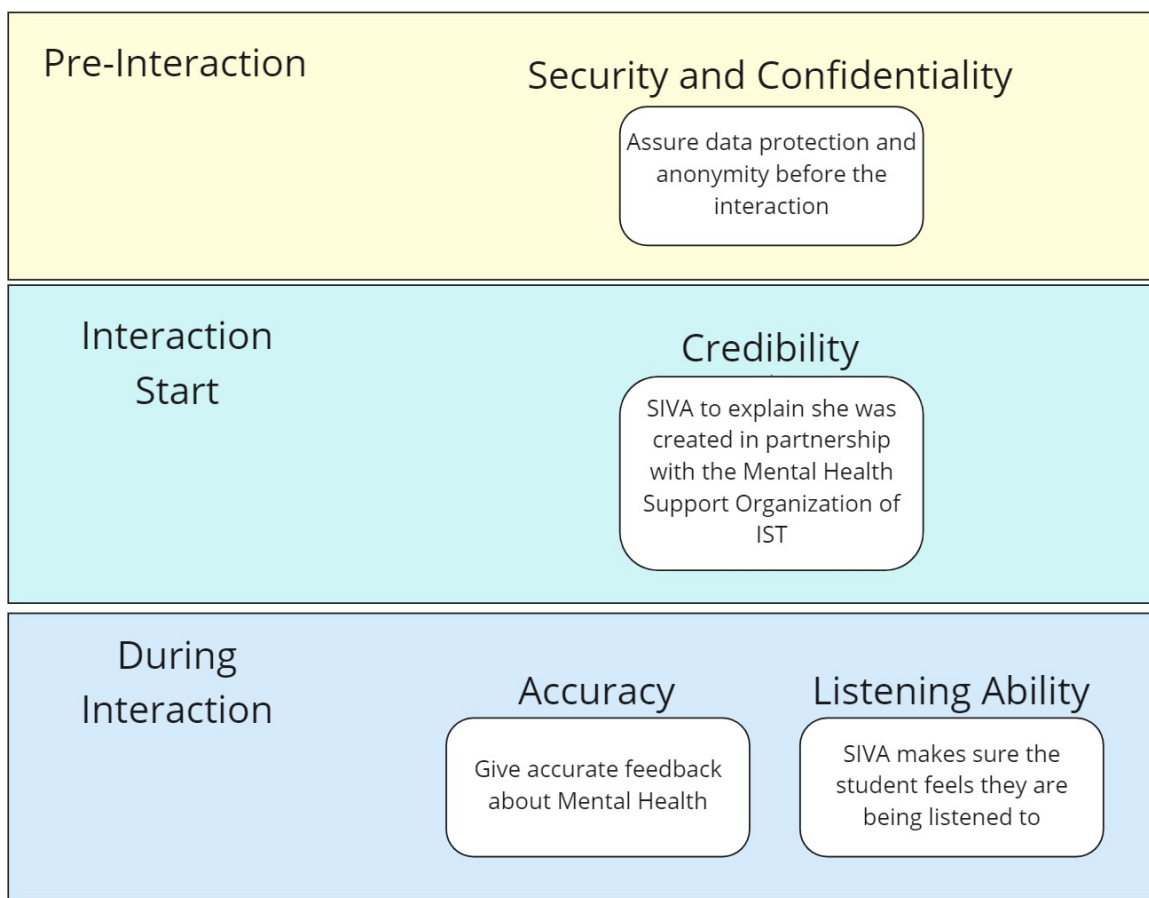 Pre-Interaction
Security and Confidentiality
Assure data protection and
anonymity before the
interaction
Interaction
Start
Credibility
SIVA to explain she was
created in partnership
with the Mental Health
Support Organization of
IST
During
Interaction
Accuracy
Give accurate feedback
about Mental Health
Listening Ability
SIVA makes sure the
student feels they are
being listened to